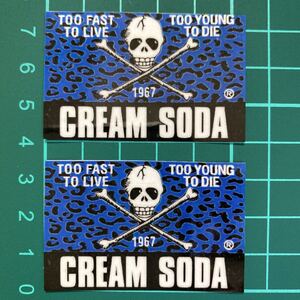 TOO FAST
TO LIVE
TOO YOUNG
TO DIE
1967
®
CREAM SODA
TOO FAST
TO LIVE
TOO YOUNG
TO DIE
1967
®
CREAM SODA
7
6
5
4
3
2
1
0